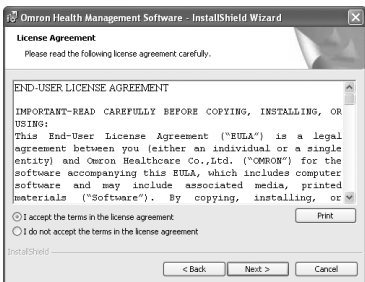 Omron Health Management Software - InstallShield Wizard
License Agreement
Please read the following license agreement carefully.
END-USER LICENSE AGREEMENT
IMPORTANT-READ CAREFULLY BEFORE COPYING, INSTALLING, OR
USING:
This End-User License Agreement ("EULA") is a legal
agreement between you (either an individual or a single
entity) and Omron Healthcare Co.,Ltd. ("OMRON") for the
software accompanying this EULA, which includes computer
software and may include associated media, printed
materials ("Software"). By copying, installing, or
I accept the terms in the license agreement
Print
I do not accept the terms in the license agreement
InstallShield
< Back
Next >
Cancel